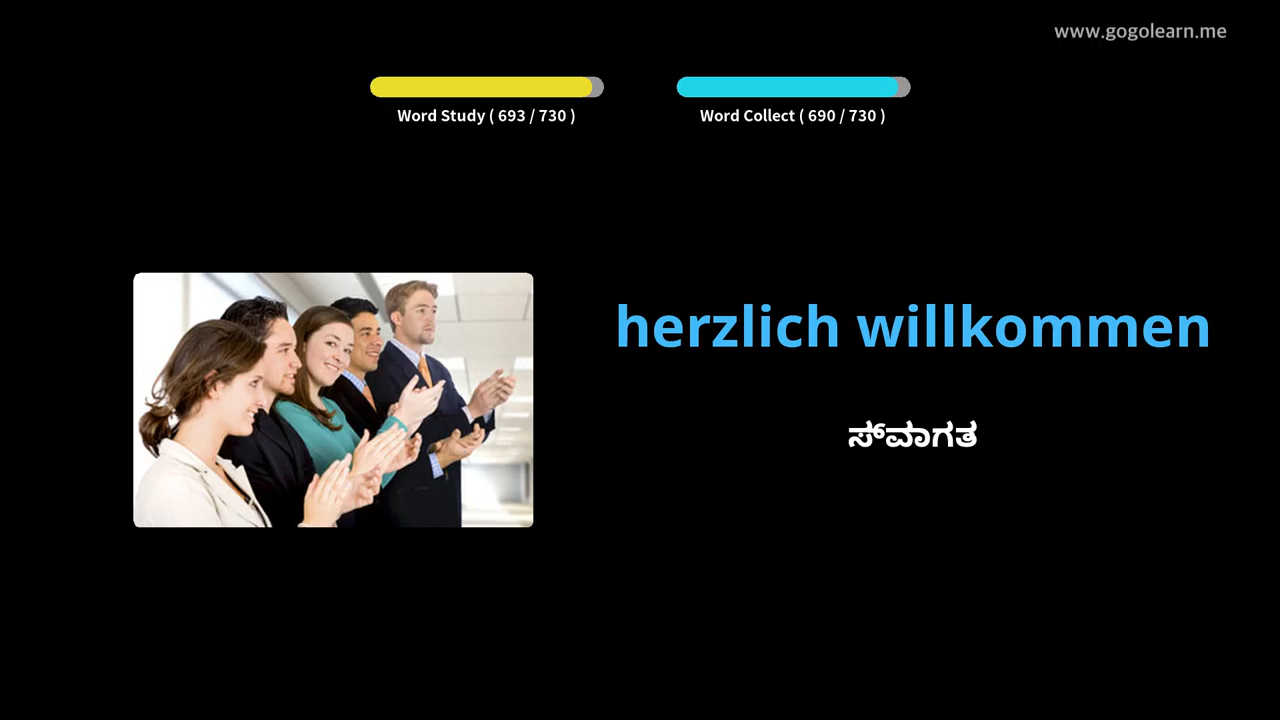 www.gogolearn.me
Word Study ( 693 / 730 )
Word Collect ( 690 / 730 )
herzlich willkommen
ಸ್‌ವಾಗತ